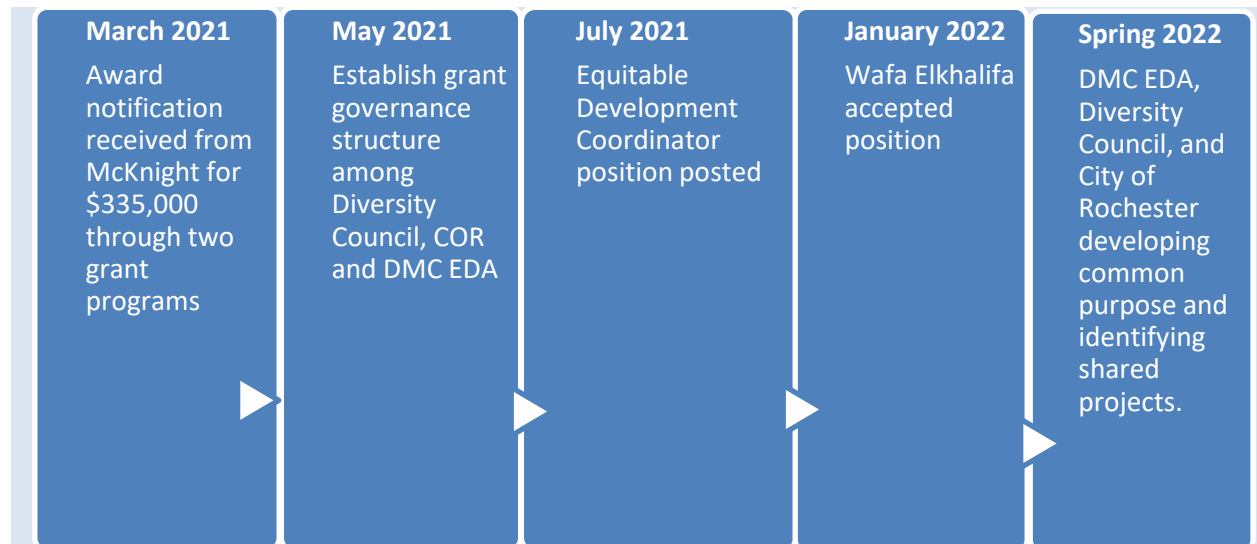 March 2021
Award
notification
received from
McKnight for
$335,000
through two
grant
programs
May 2021
Establish grant
governance
structure
among
Diversity
Council, COR
and DMC EDA
July 2021
Equitable
Development
Coordinator
position posted
January 2022
Wafa Elkhalifa
accepted
position
Spring 2022
DMC EDA,
Diversity
Council, and
City of
Rochester
developing
common
purpose and
identifying
shared
projects.